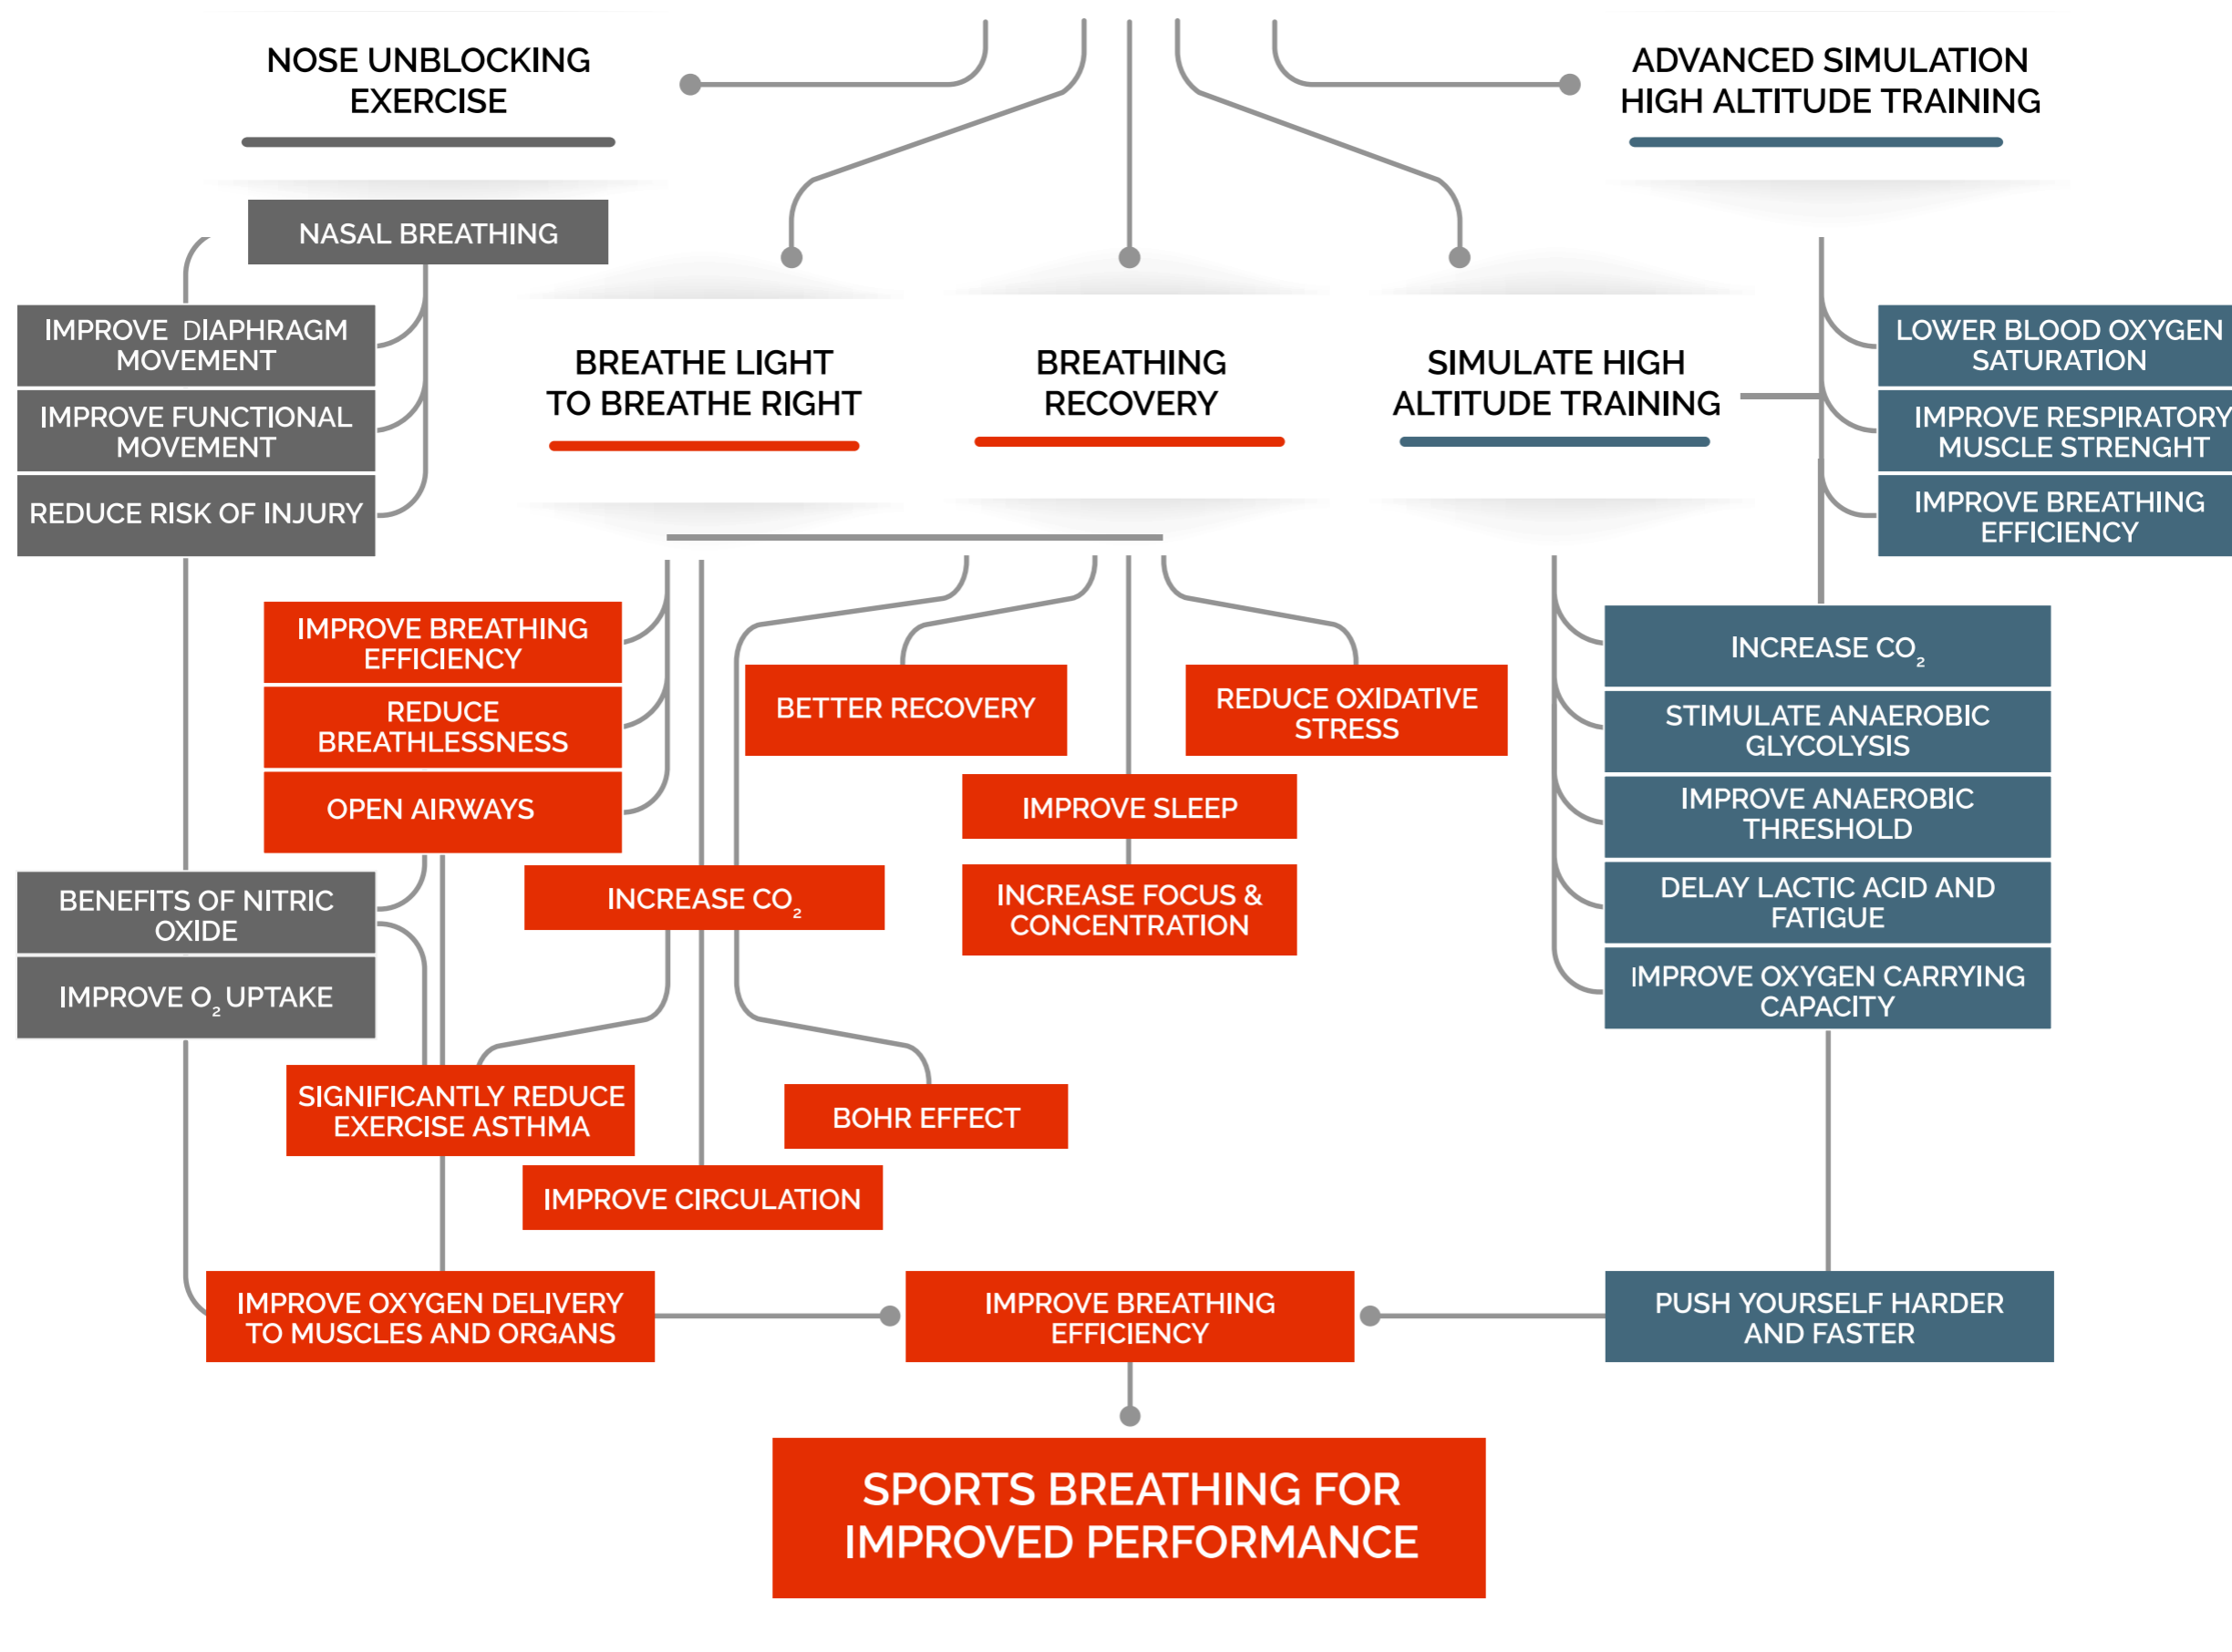 NOSE UNBLOCKING
EXERCISE
ADVANCED SIMULATION
HIGH ALTITUDE TRAINING
NASAL BREATHING
IMPROVE DIAPHRAGM
MOVEMENT
IMPROVE FUNCTIONAL
MOVEMENT
REDUCE RISK OF INJURY
BREATHE LIGHT
TO BREATHE RIGHT
BREATHING
RECOVERY
SIMULATE HIGH
ALTITUDE TRAINING
LOWER BLOOD OXYGEN
SATURATION
IMPROVE RESPIRATORY
MUSCLE STRENGHT
IMPROVE BREATHING
EFFICIENCY
IMPROVE BREATHING
EFFICIENCY
REDUCE
BREATHLESSNESS
OPEN AIRWAYS
BETTER RECOVERY
REDUCE OXIDATIVE
STRESS
IMPROVE SLEEP
INCREASE FOCUS &
CONCENTRATION
INCREASE CO₂
INCREASE CO₂
STIMULATE ANAEROBIC
GLYCOLYSIS
IMPROVE ANAEROBIC
THRESHOLD
DELAY LACTIC ACID AND
FATIGUE
IMPROVE OXYGEN CARRYING
CAPACITY
BENEFITS OF NITRIC
OXIDE
IMPROVE O₂ UPTAKE
SIGNIFICANTLY REDUCE
EXERCISE ASTHMA
BOHR EFFECT
IMPROVE CIRCULATION
IMPROVE OXYGEN DELIVERY
TO MUSCLES AND ORGANS
IMPROVE BREATHING
EFFICIENCY
PUSH YOURSELF HARDER
AND FASTER
SPORTS BREATHING FOR
IMPROVED PERFORMANCE